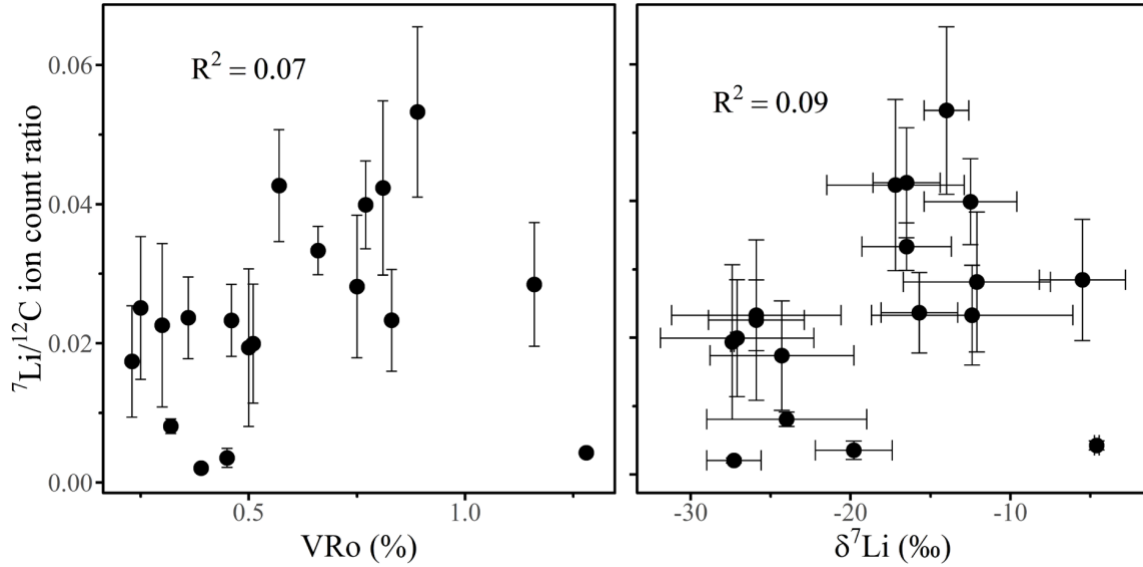 R² = 0.07
R² = 0.09
⁷Li/¹²C ion count ratio
0.06
0.04
0.02
0.00
0.5
1.0
VRo (%)
-30
-20
-10
δ⁷Li (‰)